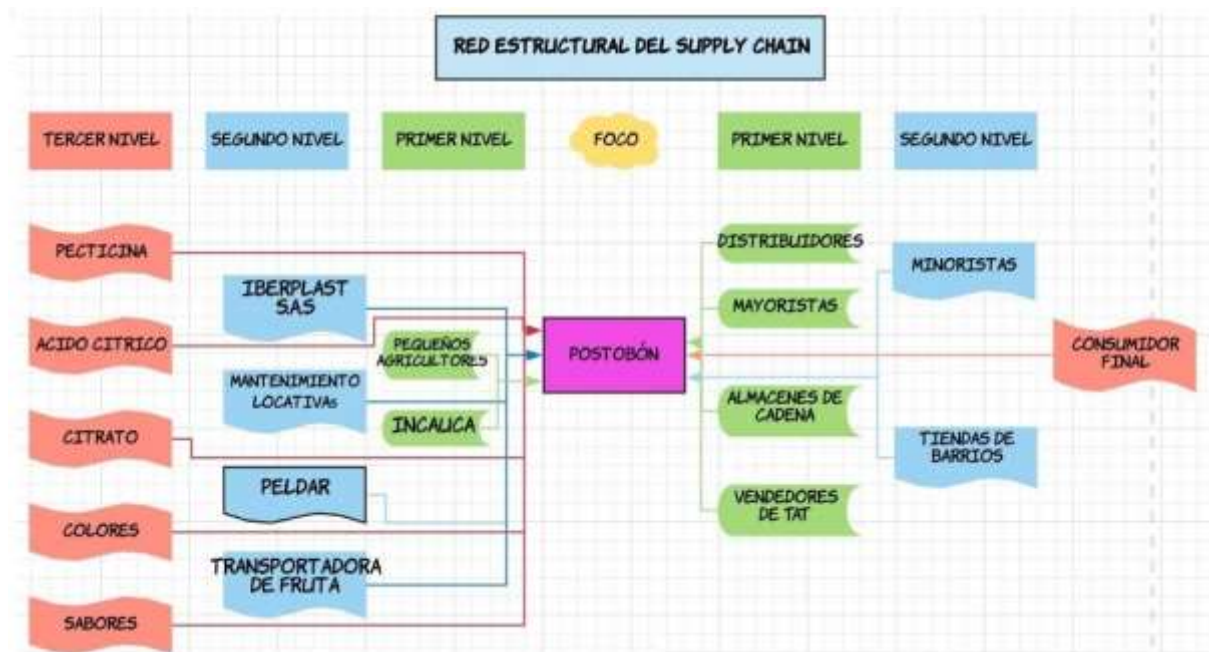 RED ESTRUCTURAL DEL SUPPLY CHAIN
TERCER NIVEL
SEGUNDO NIVEL
PRIMER NIVEL
FOCO
PRIMER NIVEL
SEGUNDO NIVEL
PECTICINA
ACIDO CITRICO
CITRATO
COLORES
SABORES
IBERPLAST
S.A.S
MANTENIMIENTO
LOCATIVAs
PELDAR
TRANSPORTADORA
DE FRUTA
PEQUEÑOS
AGRICULTORES
INCAUCA
POSTOBÓN
DISTRIBUIDORES
MAYORISTAS
ALMACENES DE
CADENA
VENDEDORES
DE TAT
MINORISTAS
TIENDAS DE
BARRIOS
CONSUMIDOR
FINAL